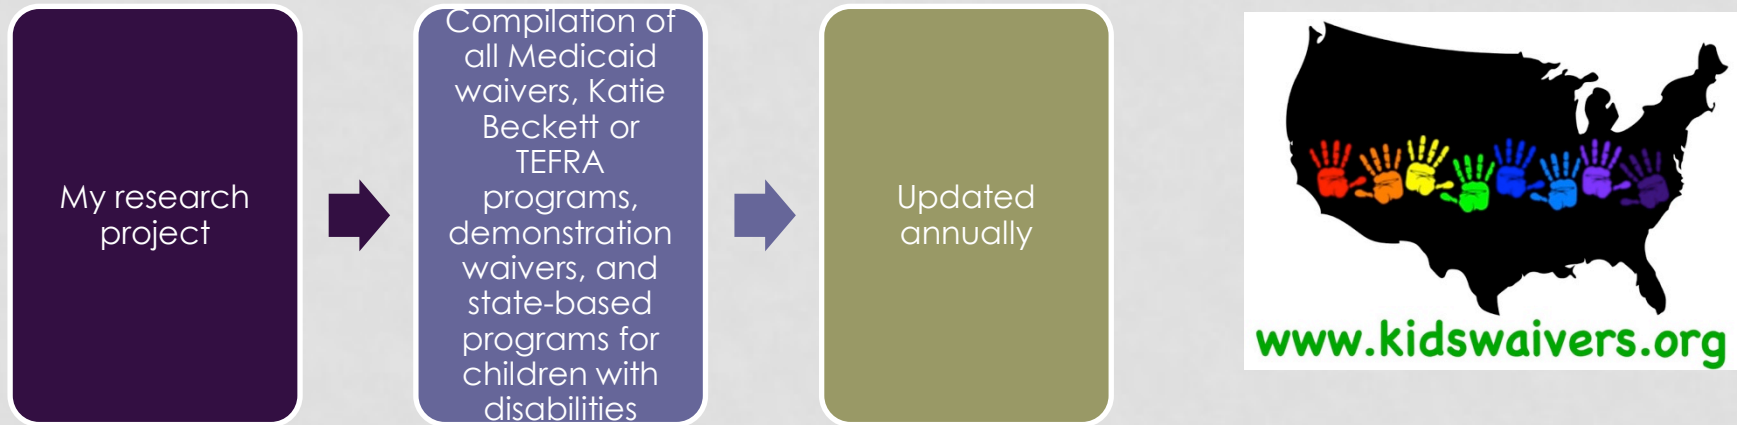 My research
project
Compilation of
all Medicaid
waivers, Katie
Beckett or
TEFRA
programs,
demonstration
waivers, and
state-based
programs for
children with
disabilities
Updated
annually
www.kidswaivers.org